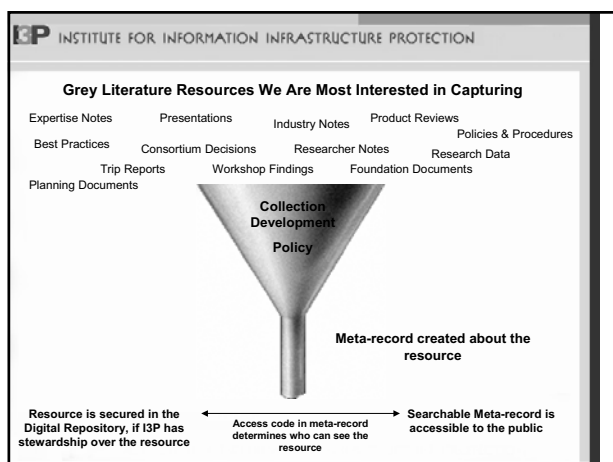 I3P INSTITUTE FOR INFORMATION INFRASTRUCTURE PROTECTION
Grey Literature Resources We Are Most Interested in Capturing
Expertise Notes
Presentations
Industry Notes
Product Reviews
Policies & Procedures
Best Practices
Consortium Decisions
Researcher Notes
Research Data
Trip Reports
Workshop Findings
Foundation Documents
Planning Documents
Collection
Development
Policy
Meta-record created about the
resource
Resource is secured in the
Digital Repository, if I3P has
stewardship over the resource
Access code in meta-record
determines who can see the
resource
Searchable Meta-record is
accessible to the public